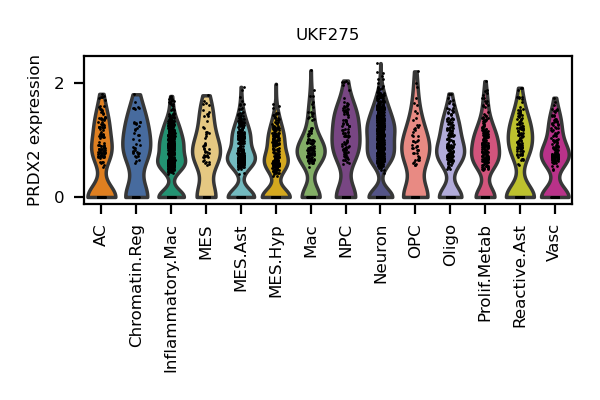 UKF275
PRDX2 expression
2
0
AC
Chromatin.Reg
Inflammatory.Mac
MES
MES.Ast
MES.Hyp
Mac
NPC
Neuron
OPC
Oligo
Prolif.Metab
Reactive.Ast
Vasc